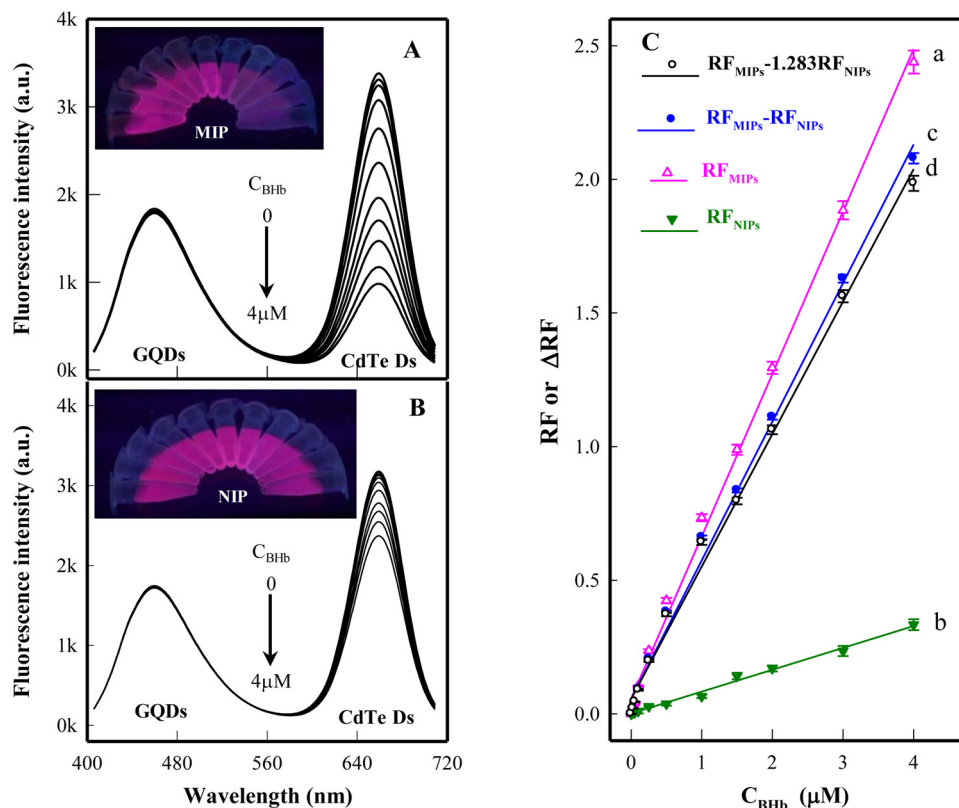 A
4k
3k
2k
1k
0k
Fluorescence intensity (a.u.)
MIP
C_BHb
0
4μM
GQDs
CdTe Ds
B
4k
3k
2k
1k
0k
Fluorescence intensity (a.u.)
NIP
C_BHb
0
4μM
GQDs
CdTe Ds
400 480 560 640 720
Wavelength (nm)
C
RF_MIPs-1.283RF_NIPs
RF_MIPs-RF_NIPs
RF_MIPs
RF_NIPs
a
c
d
b
2.5
2.0
1.5
1.0
0.5
0.0
RF or ΔRF
0 1 2 3 4
C_BHb (μM)